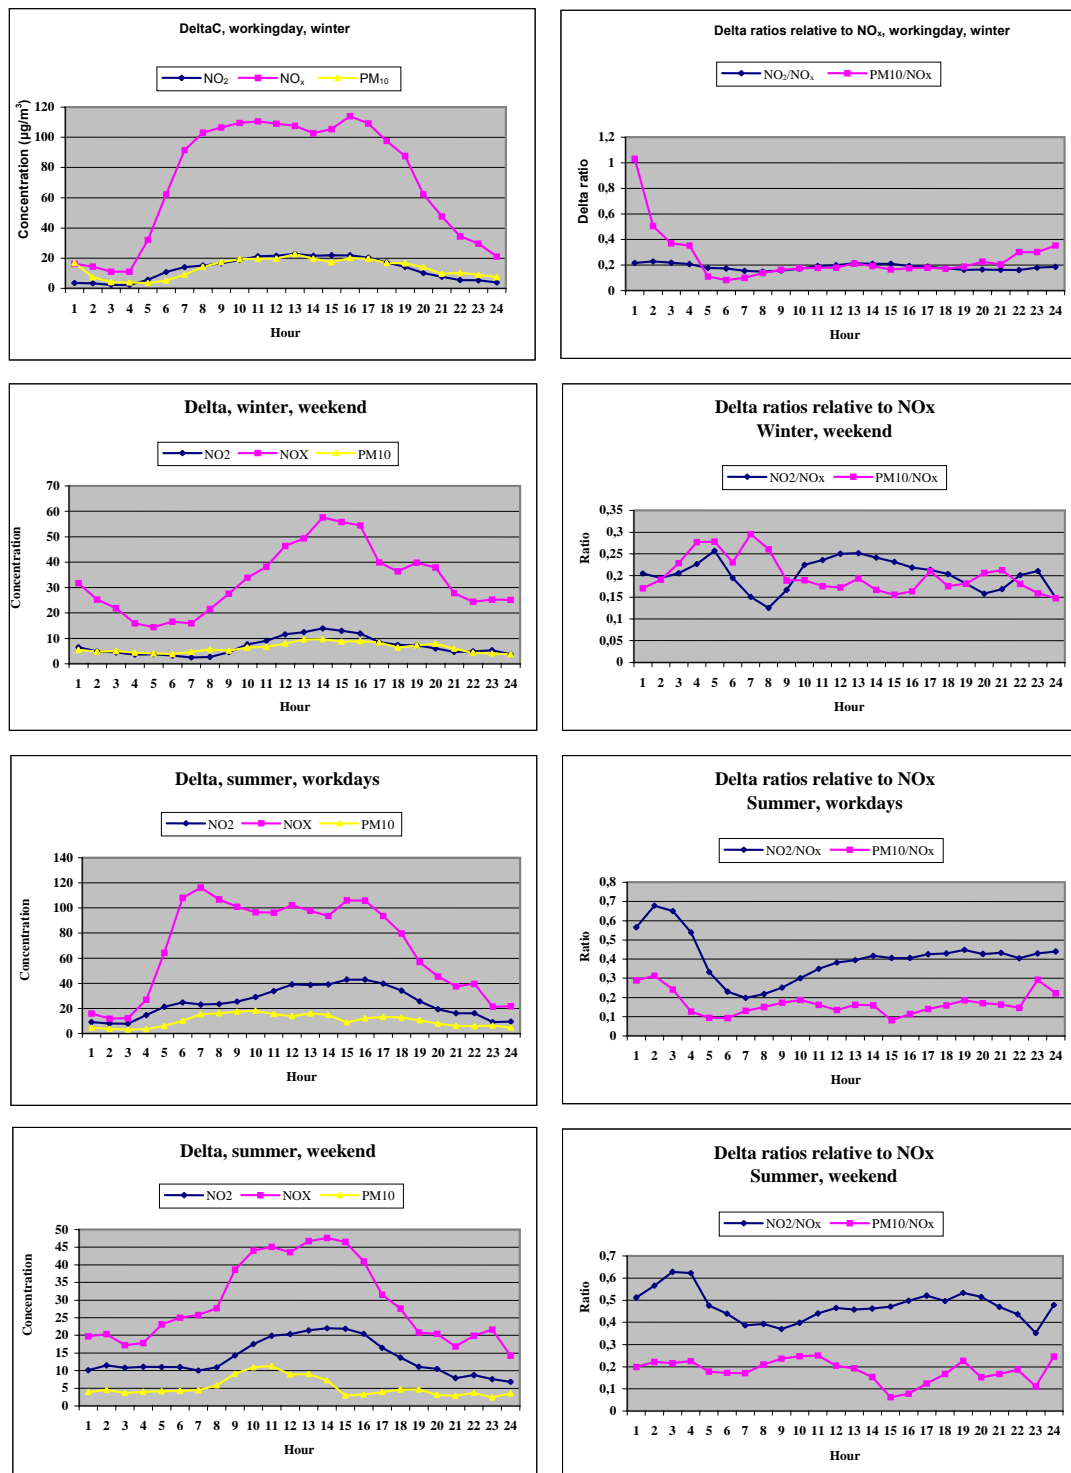 DeltaC, workingday, winter
NO₂ NOₓ PM₁₀
Concentration (µg/m³)
120
100
80
60
40
20
0
1 2 3 4 5 6 7 8 9 10 11 12 13 14 15 16 17 18 19 20 21 22 23 24
Hour
Delta ratios relative to NOₓ, workingday, winter
NO₂/NOₓ PM10/NOx
Delta ratio
1,2
1
0,8
0,6
0,4
0,2
0
1 2 3 4 5 6 7 8 9 10 11 12 13 14 15 16 17 18 19 20 21 22 23 24
Hour
Delta, winter, weekend
NO2 NOX PM10
Concentration
70
60
50
40
30
20
10
0
1 2 3 4 5 6 7 8 9 10 11 12 13 14 15 16 17 18 19 20 21 22 23 24
Hour
Delta ratios relative to NOx
Winter, weekend
NO2/NOx PM10/NOx
Ratio
0,35
0,3
0,25
0,2
0,15
0,1
0,05
0
1 2 3 4 5 6 7 8 9 10 11 12 13 14 15 16 17 18 19 20 21 22 23 24
Hour
Delta, summer, workdays
NO2 NOX PM10
Concentration
140
120
100
80
60
40
20
0
1 2 3 4 5 6 7 8 9 10 11 12 13 14 15 16 17 18 19 20 21 22 23 24
Hour
Delta ratios relative to NOx
Summer, workdays
NO2/NOx PM10/NOx
Ratio
0,8
0,7
0,6
0,5
0,4
0,3
0,2
0,1
0
1 2 3 4 5 6 7 8 9 10 11 12 13 14 15 16 17 18 19 20 21 22 23 24
Hour
Delta, summer, weekend
NO2 NOX PM10
Concentration
50
45
40
35
30
25
20
15
10
5
0
1 2 3 4 5 6 7 8 9 10 11 12 13 14 15 16 17 18 19 20 21 22 23 24
Hour
Delta ratios relative to NOx
Summer, weekend
NO2/NOx PM10/NOx
Ratio
0,7
0,6
0,5
0,4
0,3
0,2
0,1
0
1 2 3 4 5 6 7 8 9 10 11 12 13 14 15 16 17 18 19 20 21 22 23 24
Hour